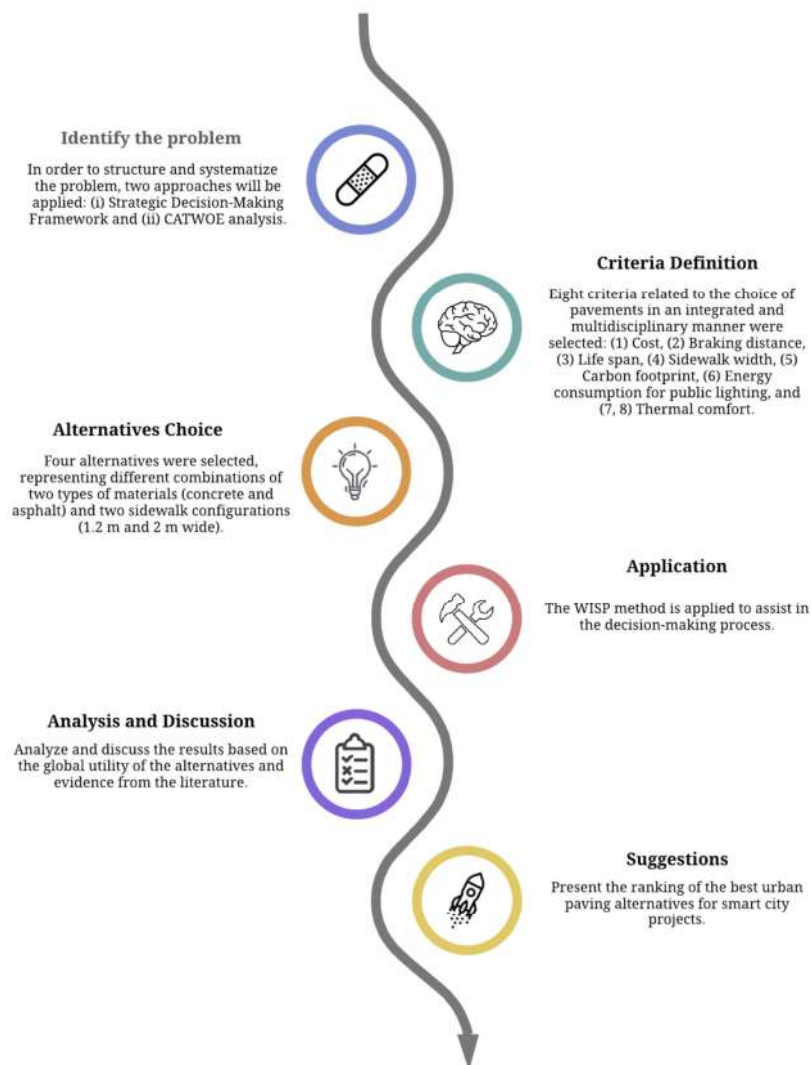 Identify the problem
In order to structure and systematize
the problem, two approaches will be
applied: (i) Strategic Decision-Making
Framework and (ii) CATWOE analysis.
Criteria Definition
Eight criteria related to the choice of
pavements in an integrated and
multidisciplinary manner were
selected: (1) Cost, (2) Braking distance,
(3) Life span, (4) Sidewalk width, (5)
Carbon footprint, (6) Energy
consumption for public lighting, and
(7, 8) Thermal comfort.
Alternatives Choice
Four alternatives were selected,
representing different combinations of
two types of materials (concrete and
asphalt) and two sidewalk configurations
(1.2 m and 2 m wide).
Application
The WISP method is applied to assist in
the decision-making process.
Analysis and Discussion
Analyze and discuss the results based on
the global utility of the alternatives and
evidence from the literature.
Suggestions
Present the ranking of the best urban
paving alternatives for smart city
projects.